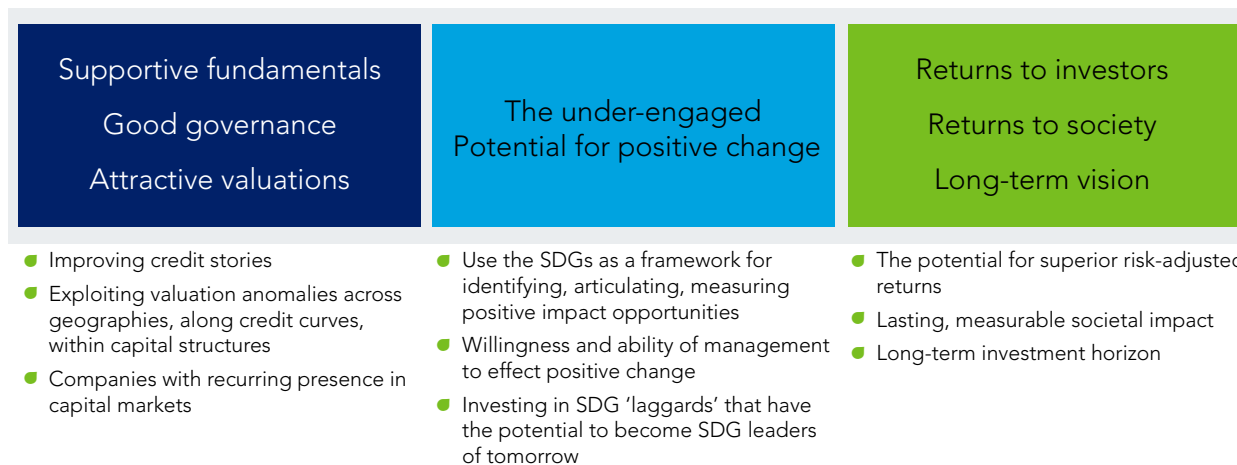 Supportive fundamentals
Good governance
Attractive valuations
The under-engaged
Potential for positive change
Returns to investors
Returns to society
Long-term vision
Improving credit stories
Exploiting valuation anomalies across
geographies, along credit curves,
within capital structures
Companies with recurring presence in
capital markets
Use the SDGs as a framework for
identifying, articulating, measuring
positive impact opportunities
Willingness and ability of management
to effect positive change
Investing in SDG ‘laggards’ that have
the potential to become SDG leaders
of tomorrow
The potential for superior risk-adjusted
returns
Lasting, measurable societal impact
Long-term investment horizon